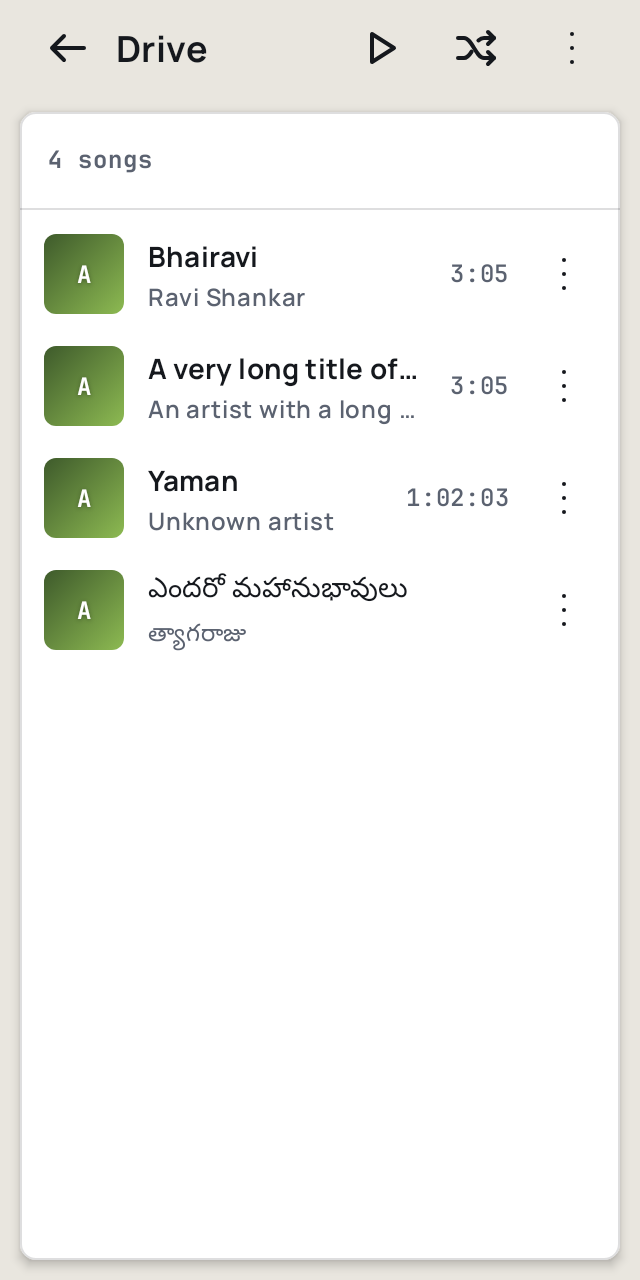 Drive
4 songs
A
Bhairavi
Ravi Shankar
3:05
A
A very long title of…
An artist with a long …
3:05
A
Yaman
Unknown artist
1:02:03
A
ఎందరో మహానుభావులు
త్యాగరాజు